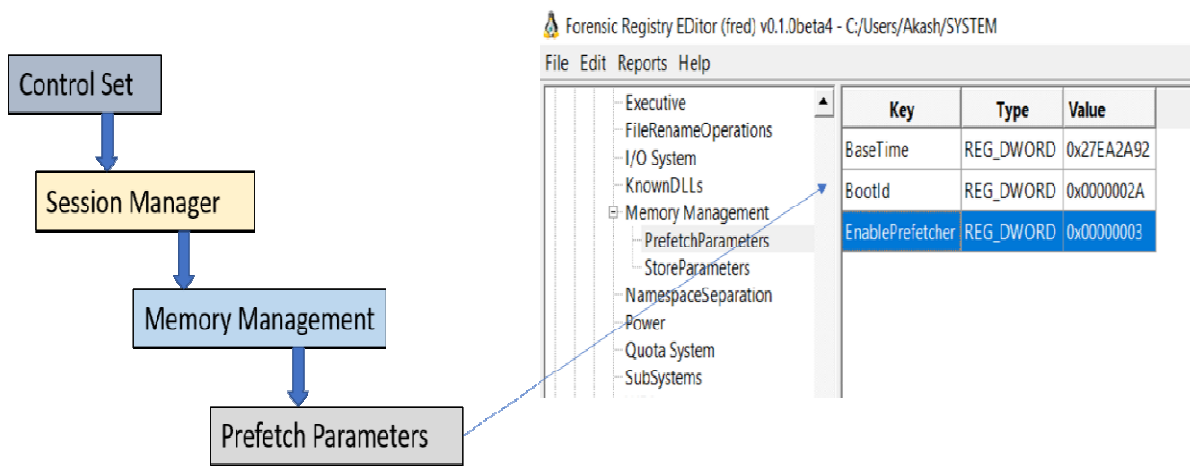 Control Set
Session Manager
Memory Management
Prefetch Parameters
Forensic Registry EDitor (fred) v0.1.0beta4 - C:/Users/Akash/SYSTEM
File Edit Reports Help
Executive
FileRenameOperations
I/O System
KnownDLLs
Memory Management
PrefetchParameters
StoreParameters
NamespaceSeparation
Power
Quota System
SubSystems
Key Type Value
BaseTime REG_DWORD 0x27EA2A92
BootId REG_DWORD 0x0000002A
EnablePrefetcher REG_DWORD 0x00000003